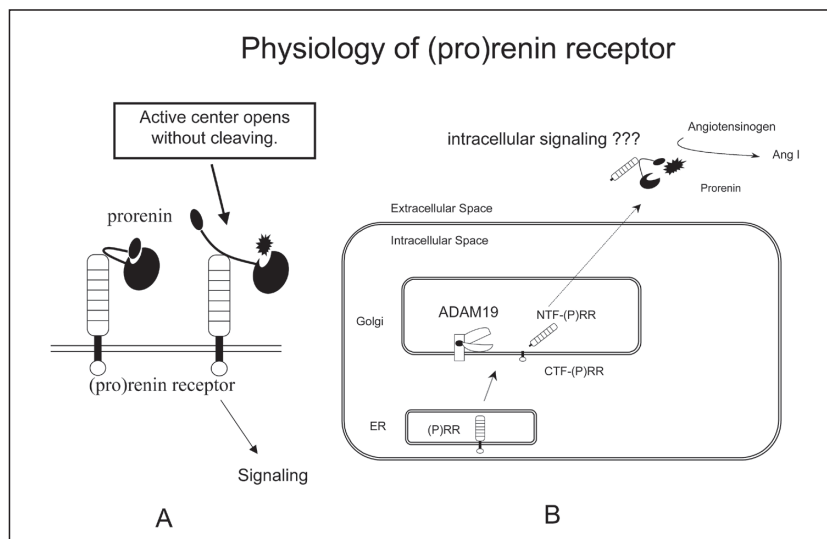 Physiology of (pro)renin receptor
Active center opens
without cleaving.
prorenin
(pro)renin receptor
Signaling
A
intracellular signaling ???
Angiotensinogen
Ang I
Prorenin
Extracellular Space
Intracellular Space
Golgi
ADAM19
NTF-(P)RR
CTF-(P)RR
ER
(P)RR
B